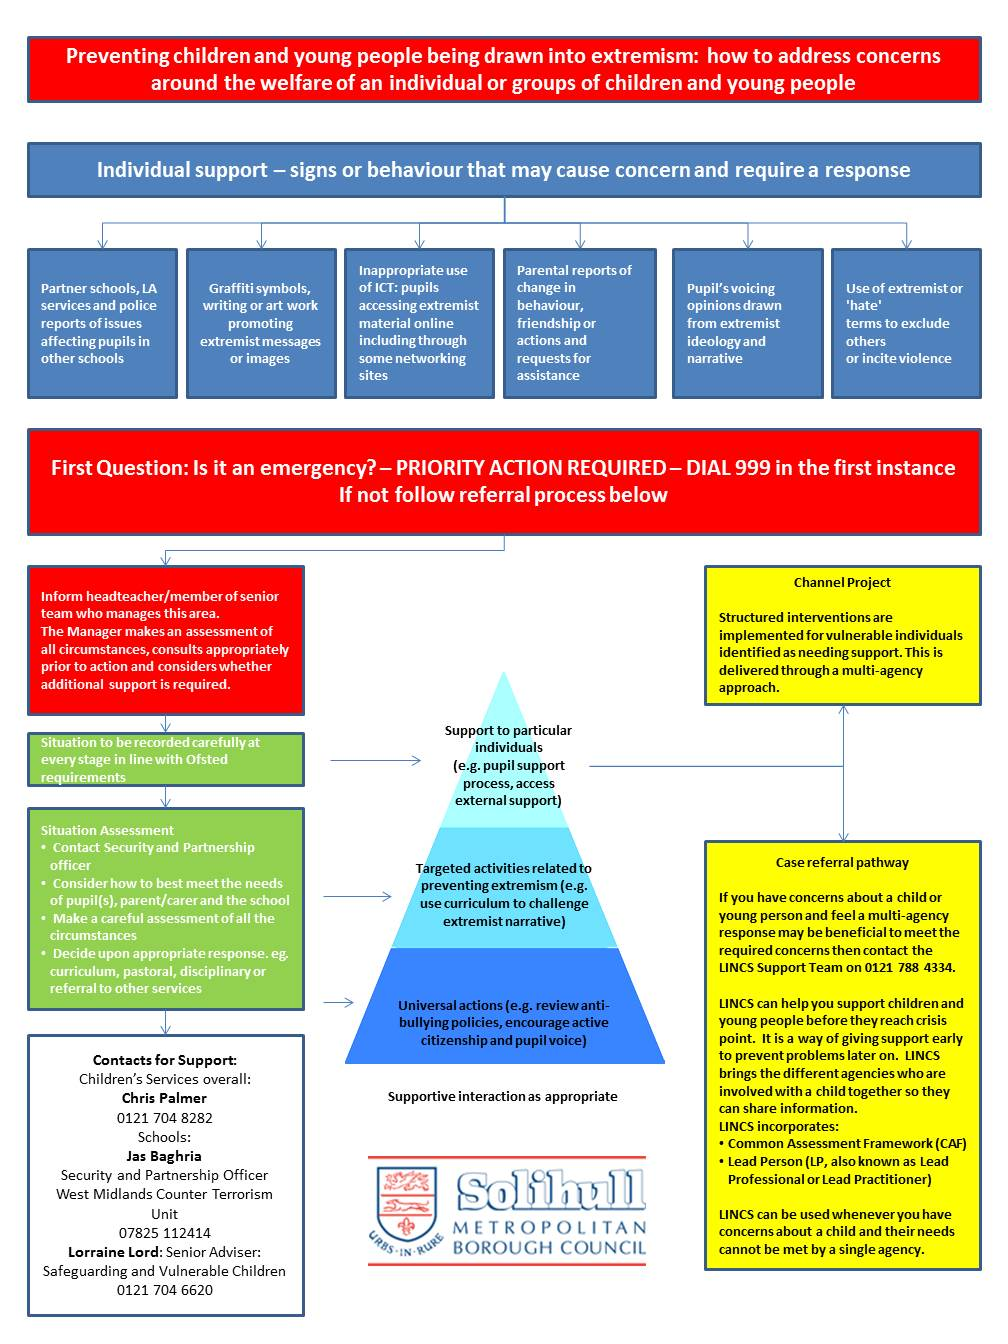 Preventing children and young people being drawn into extremism:  how to address concerns
around the welfare of an individual or groups of children and young people
Individual support – signs or behaviour that may cause concern and require a response
Partner schools, LA
services and police
reports of issues
affecting pupils in
other schools
Graffiti symbols,
writing or art work
promoting
extremist messages
or images
Inappropriate use
of ICT: pupils
accessing extremist
material online
including through
some networking
sites
Parental reports of
change in
behaviour,
friendship or
actions and
requests for
assistance
Pupil's voicing
opinions drawn
from extremist
ideology and
narrative
Use of extremist or
'hate'
terms to exclude
others
or incite violence
First Question: Is it an emergency? – PRIORITY ACTION REQUIRED – DIAL 999 in the first instance
If not follow referral process below
Inform headteacher/member of senior
team who manages this area.
The Manager makes an assessment of
all circumstances, consults appropriately
prior to action and considers whether
additional support is required.
Situation to be recorded carefully at
every stage in line with Ofsted
requirements
Situation Assessment
• Contact Security and Partnership
officer
• Consider how to best meet the needs
of pupil(s), parent/carer and the school
• Make a careful assessment of all the
circumstances
• Decide upon appropriate response. eg.
curriculum, pastoral, disciplinary or
referral to other services
Contacts for Support:
Children's Services overall:
Chris Palmer
0121 704 8282
Schools:
Jas Baghria
Security and Partnership Officer
West Midlands Counter Terrorism
Unit
07825 112414
Lorraine Lord: Senior Adviser:
Safeguarding and Vulnerable Children
0121 704 6620
Support to particular
individuals
(e.g. pupil support
process, access
external support)
Targeted activities related to
preventing extremism (e.g.
use curriculum to challenge
extremist narrative)
Universal actions (e.g. review anti-
bullying policies, encourage active
citizenship and pupil voice)
Supportive interaction as appropriate
URBS·IN·RURE
Solihull
METROPOLITAN
BOROUGH COUNCIL
Channel Project
Structured interventions are
implemented for vulnerable individuals
identified as needing support. This is
delivered through a multi-agency
approach.
Case referral pathway
If you have concerns about a child or
young person and feel a multi-agency
response may be beneficial to meet the
required concerns then contact the
LINCS Support Team on 0121 788 4334.
LINCS can help you support children and
young people before they reach crisis
point.  It is a way of giving support early
to prevent problems later on.  LINCS
brings the different agencies who are
involved with a child together so they
can share information.
LINCS incorporates:
• Common Assessment Framework (CAF)
• Lead Person (LP, also known as Lead
Professional or Lead Practitioner)
LINCS can be used whenever you have
concerns about a child and their needs
cannot be met by a single agency.